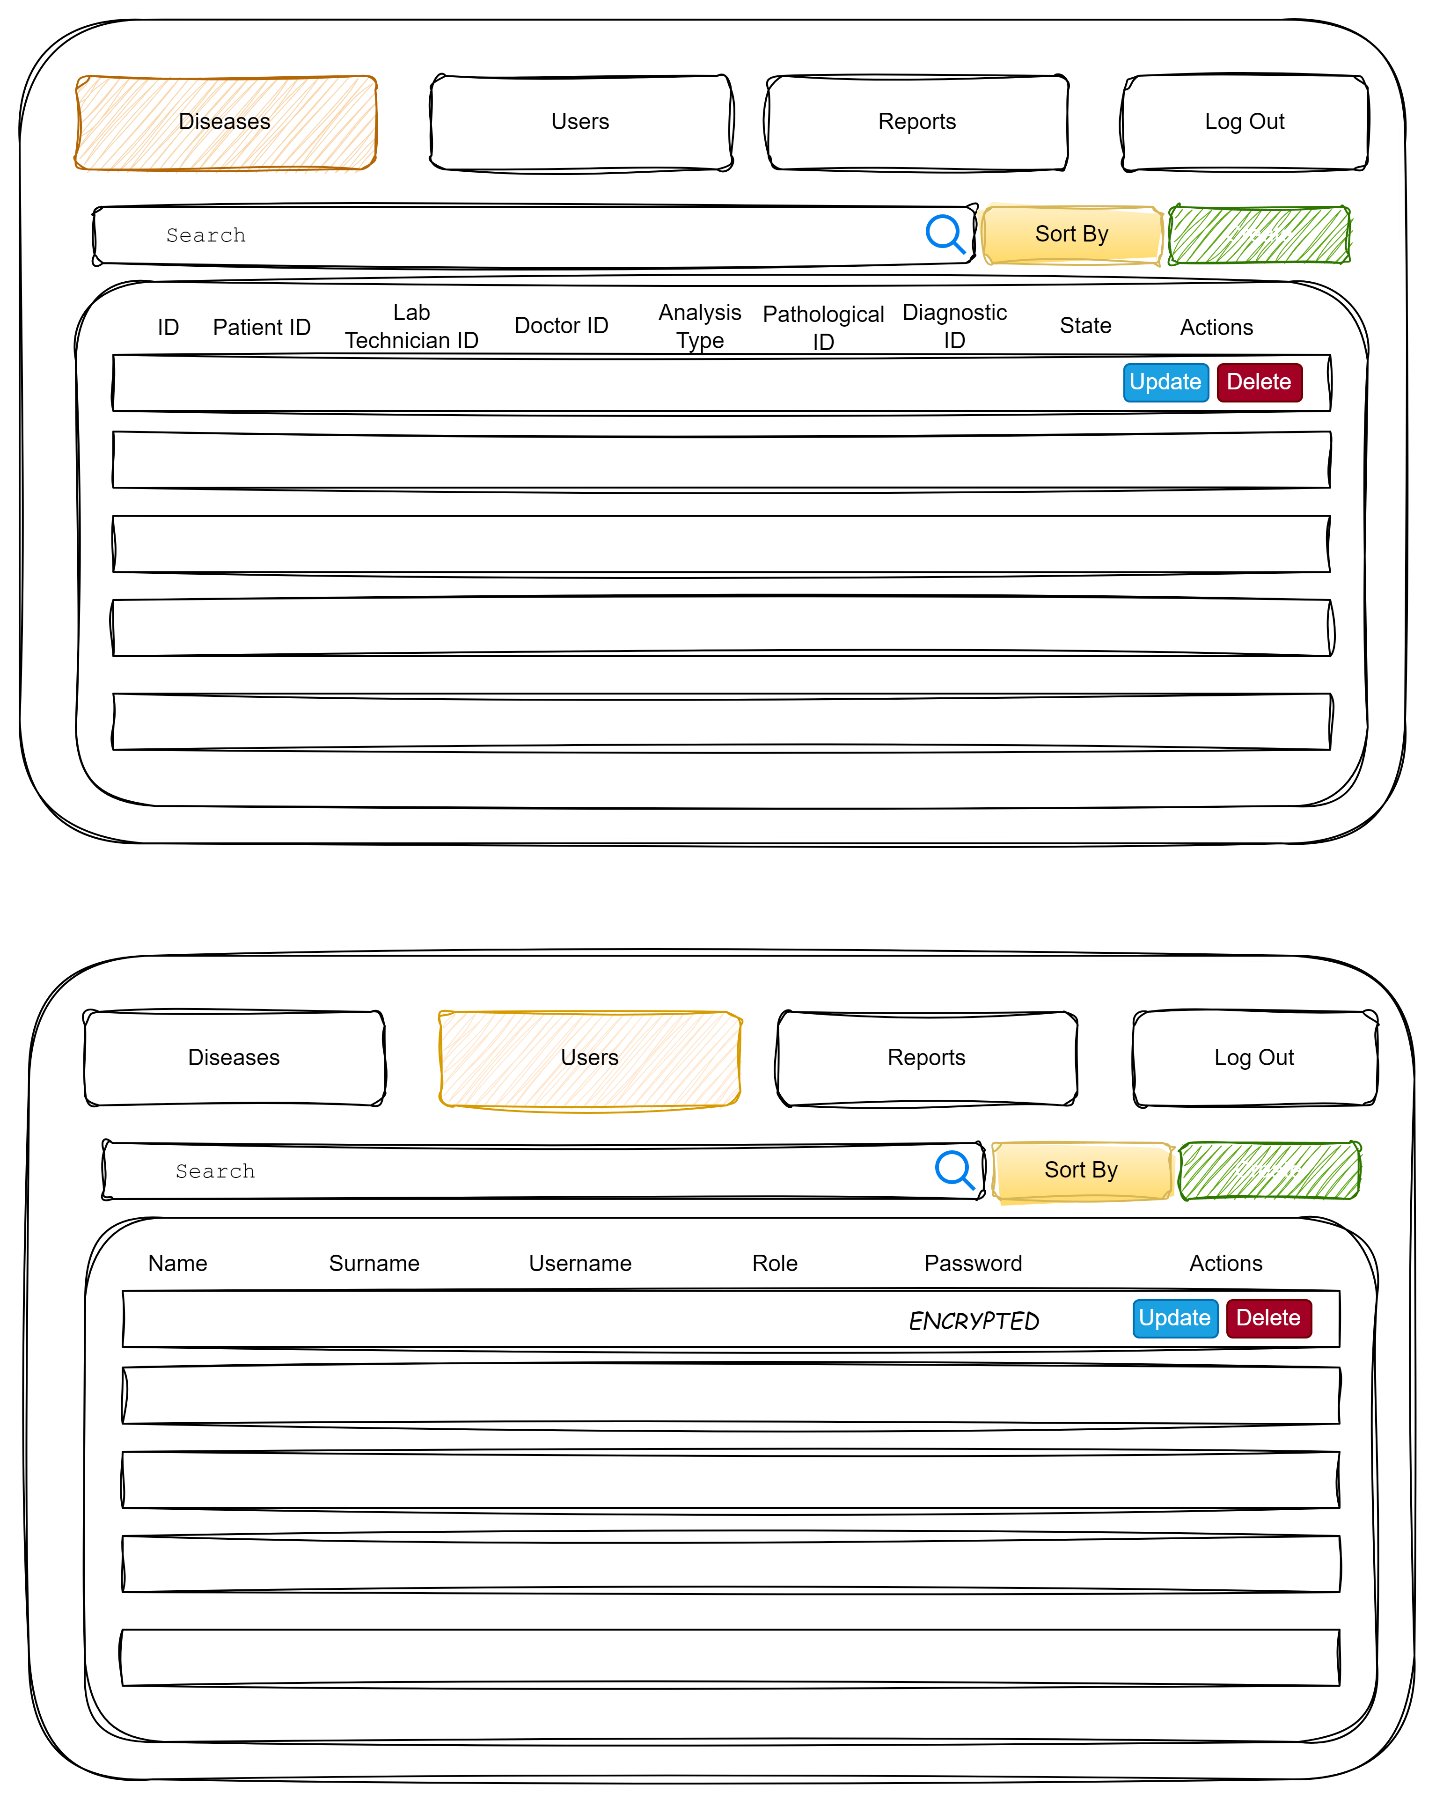 Diseases
Users
Reports
Log Out
Search
Sort By
Create
ID
Patient ID
Lab
Technician ID
Doctor ID
Analysis
Type
Pathological
ID
Diagnostic
ID
State
Actions
Update
Delete
Diseases
Users
Reports
Log Out
Search
Sort By
Create
Name
Surname
Username
Role
Password
Actions
ENCRYPTED
Update
Delete